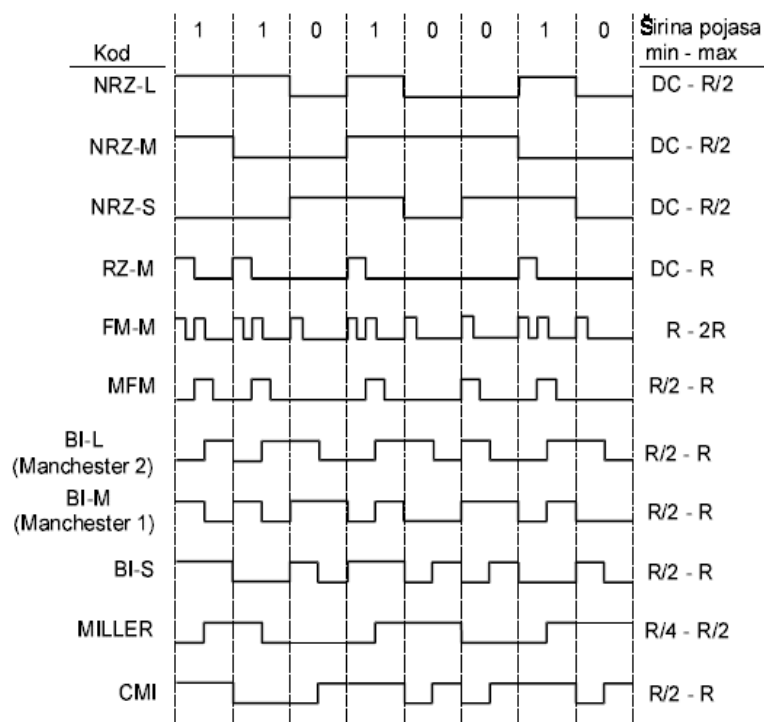 1 1 0 1 0 0 1 0 Širina pojasa
Kod min - max
NRZ-L DC - R/2
NRZ-M DC - R/2
NRZ-S DC - R/2
RZ-M DC - R
FM-M R - 2R
MFM R/2 - R
BI-L
(Manchester 2) R/2 - R
BI-M
(Manchester 1) R/2 - R
BI-S R/2 - R
MILLER R/4 - R/2
CMI R/2 - R